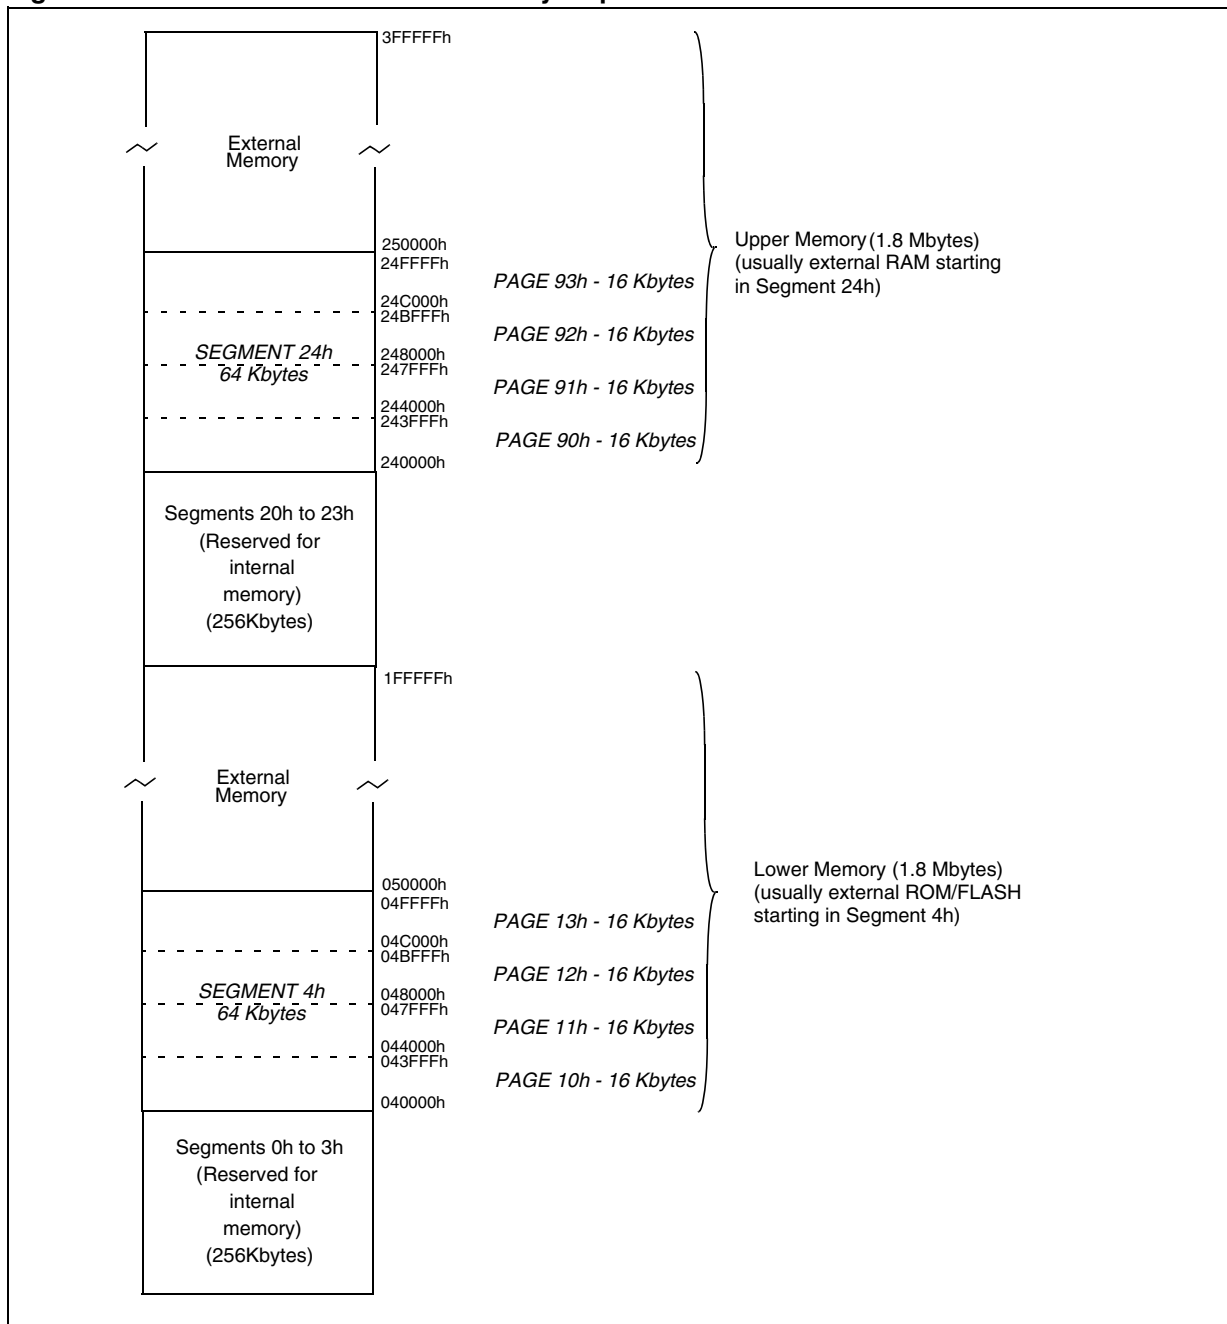 3FFFFFh
External
Memory
250000h
24FFFFh
PAGE 93h - 16 Kbytes
24C000h
24BFFFh
PAGE 92h - 16 Kbytes
SEGMENT 24h
64 Kbytes
248000h
247FFFh
PAGE 91h - 16 Kbytes
244000h
243FFFh
PAGE 90h - 16 Kbytes
240000h
Upper Memory (1.8 Mbytes)
(usually external RAM starting
in Segment 24h)
Segments 20h to 23h
(Reserved for
internal
memory)
(256Kbytes)
1FFFFFh
External
Memory
050000h
04FFFFh
PAGE 13h - 16 Kbytes
04C000h
04BFFFh
PAGE 12h - 16 Kbytes
SEGMENT 4h
64 Kbytes
048000h
047FFFh
PAGE 11h - 16 Kbytes
044000h
043FFFh
PAGE 10h - 16 Kbytes
040000h
Lower Memory (1.8 Mbytes)
(usually external ROM/FLASH
starting in Segment 4h)
Segments 0h to 3h
(Reserved for
internal
memory)
(256Kbytes)